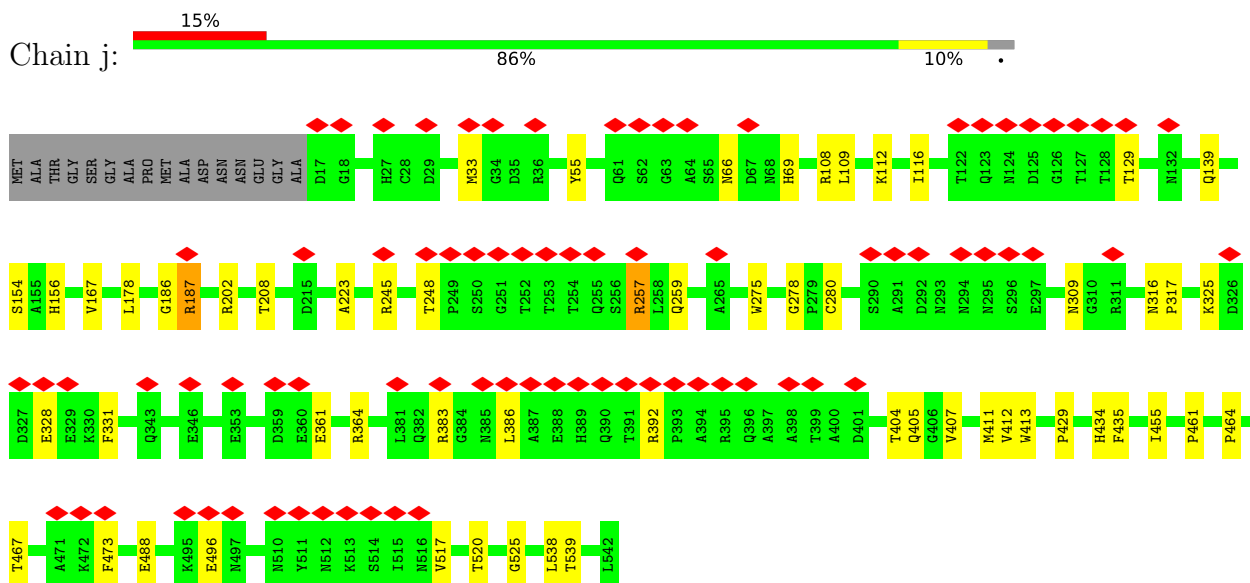 15%
Chain j:
86% 10% •
MET ALA THR GLY SER GLY ALA PRO MET ALA ASP ASN ASN GLU GLY ALA D17 G18 H27 C28 D29 M33 G34 D35 R36 Y55 Q61 S62 G63 A64 S65 N66 D67 N68 H69 R108 L109 K112 I116 T122 Q123 N124 D125 G126 T127 T128 T129 N132 Q139
S154 A155 H156 V167 L178 G186 R187 R202 T208 D215 A223 R245 T248 P249 S250 G251 T252 T253 T254 Q255 S256 R257 L258 Q259 A265 W275 G278 P279 C280 S290 A291 D292 N293 N294 N295 S296 E297 N309 G310 R311 N316 P317 K325 D326
D327 E328 E329 K330 F331 Q343 E346 E353 D359 E360 E361 R364 L381 Q382 R383 G384 N385 L386 A387 E388 H389 Q390 T391 R392 P393 A394 R395 Q396 A397 A398 T399 A400 D401 T404 Q405 G406 V407 M411 V412 W413 P429 H434 F435 I455 P461 P464
T467 A471 K472 F473 E488 K495 E496 N497 N510 Y511 N512 K513 S514 I515 N516 V517 T520 G525 L538 T539 L542